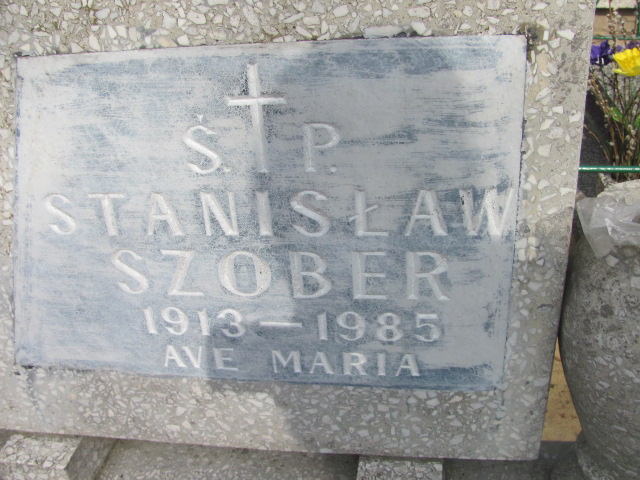 Ś. P.
STANISŁAW
SZOBER
1913 — 1985
AVE MARIA